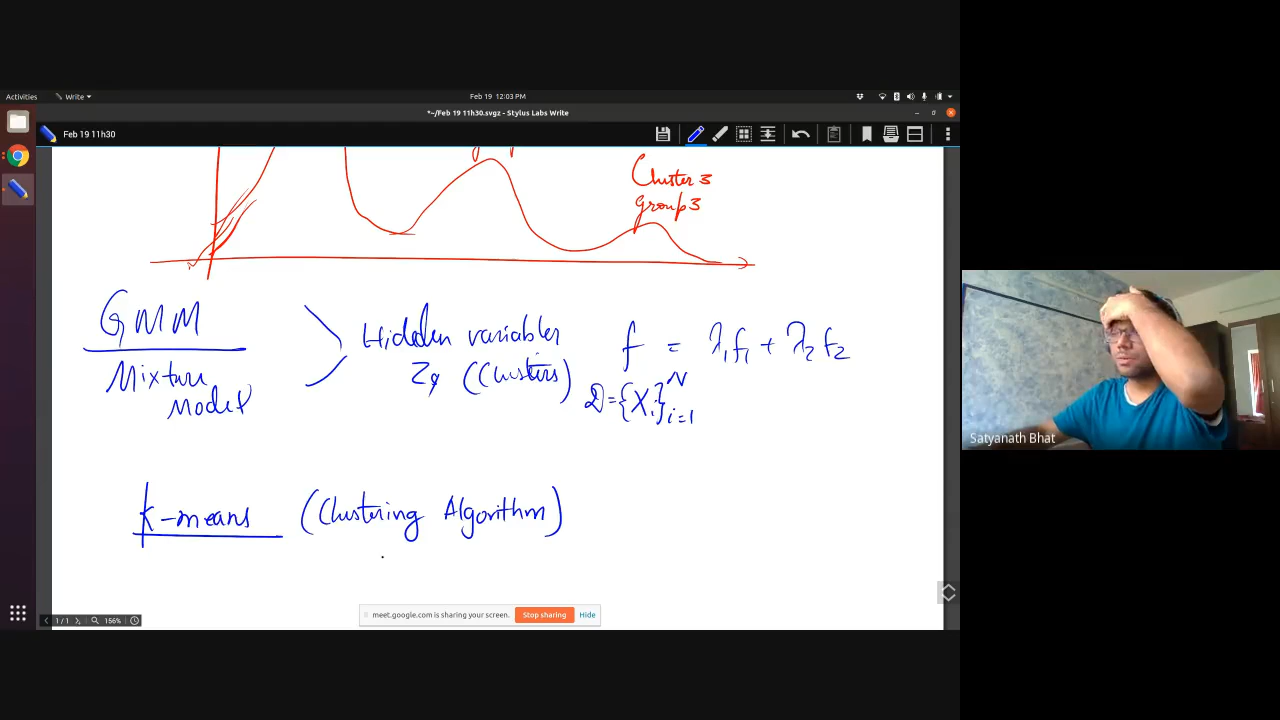 Activities
Write
Feb 19 12:03 PM
*~/Feb 19 11h30.svgz - Stylus Labs Write
Feb 19 11h30
Cluster 3
group 3
GMM
Mixture
Model
Hidden variables
(Clusters)
f = λ₁f₁ + λ₂f₂
D = {Xᵢ}ᵢ₌₁ᴺ
K-means (Clustering Algorithm)
Satyanath Bhat
meet.google.com is sharing your screen. Stop sharing Hide
1 / 1 156%